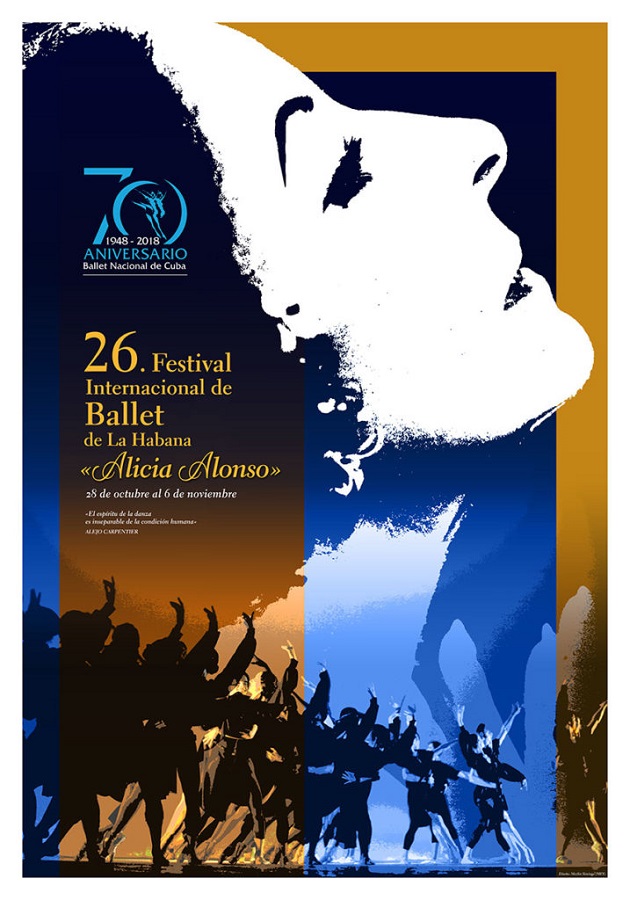 70
1948 - 2018
ANIVERSARIO
Ballet Nacional de Cuba
26. Festival
Internacional de
Ballet
de La Habana
«Alicia Alonso»
28 de octubre al 6 de noviembre
«El espíritu de la danza
es inseparable de la condición humana»
ALEJO CARPENTIER